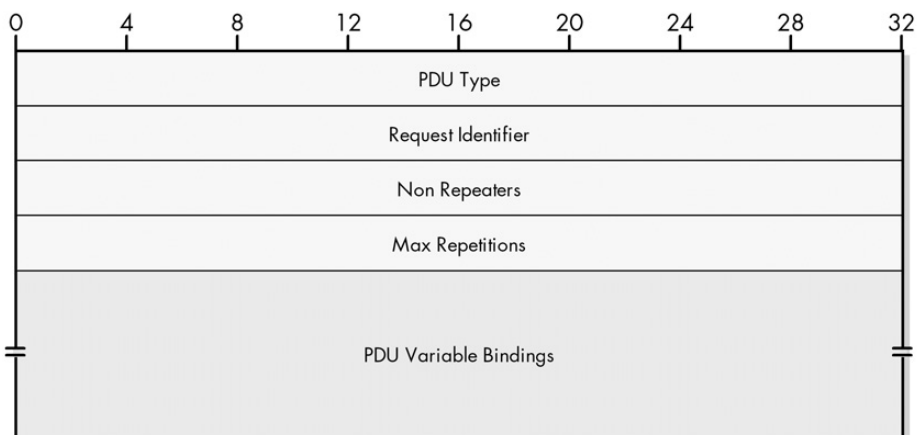 0 4 8 12 16 20 24 28 32
PDU Type
Request Identifier
Non Repeaters
Max Repetitions
PDU Variable Bindings